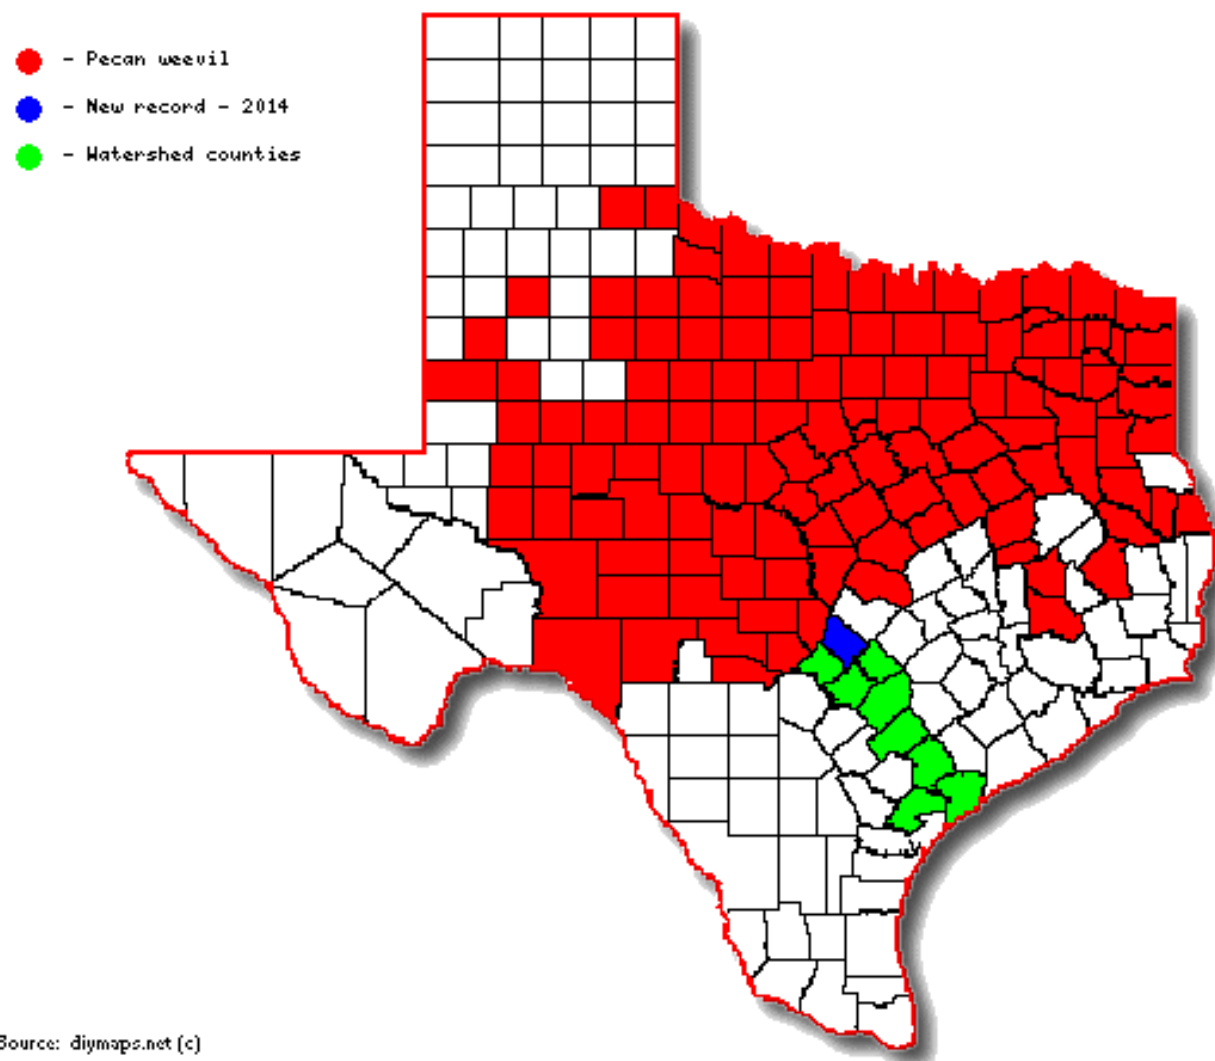 - Pecan weevil
- New record - 2014
- Watershed counties
Source: diymaps.net (c)